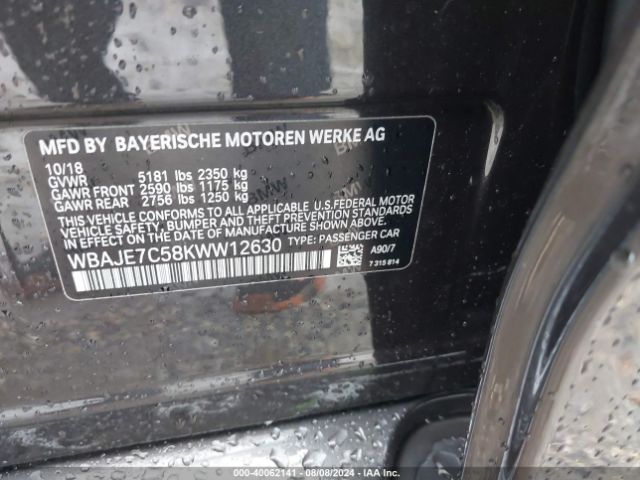 MFD BY BAYERISCHE MOTOREN WERKE AG
10/18
GVWR 5181 lbs 2350 kg
GAWR FRONT 2590 lbs 1175 kg
GAWR REAR 2756 lbs 1250 kg
THIS VEHICLE CONFORMS TO ALL APPLICABLE U.S.FEDERAL MOTOR
VEHICLE SAFETY, BUMPER AND THEFT PREVENTION STANDARDS
IN EFFECT ON THE DATE OF MANUFACTURE SHOWN ABOVE.
WBAJE7C58KWW12630 TYPE: PASSENGER CAR
A90/7
7 315 814
000-40062141 - 08/08/2024 - IAA Inc.